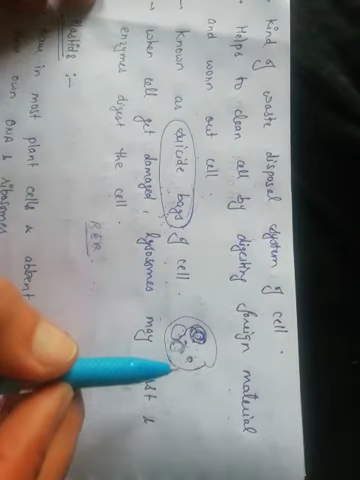 kind of waste disposal system of cell.
Helps to clean cell by digesting foreign material
and worn out cell.
known as suicide bags of cell.
when cell get damaged, lysosomes may
enzymes digest the cell.
RER
Plastids :-
in most plant cells & absent
own DNA & ribosomes